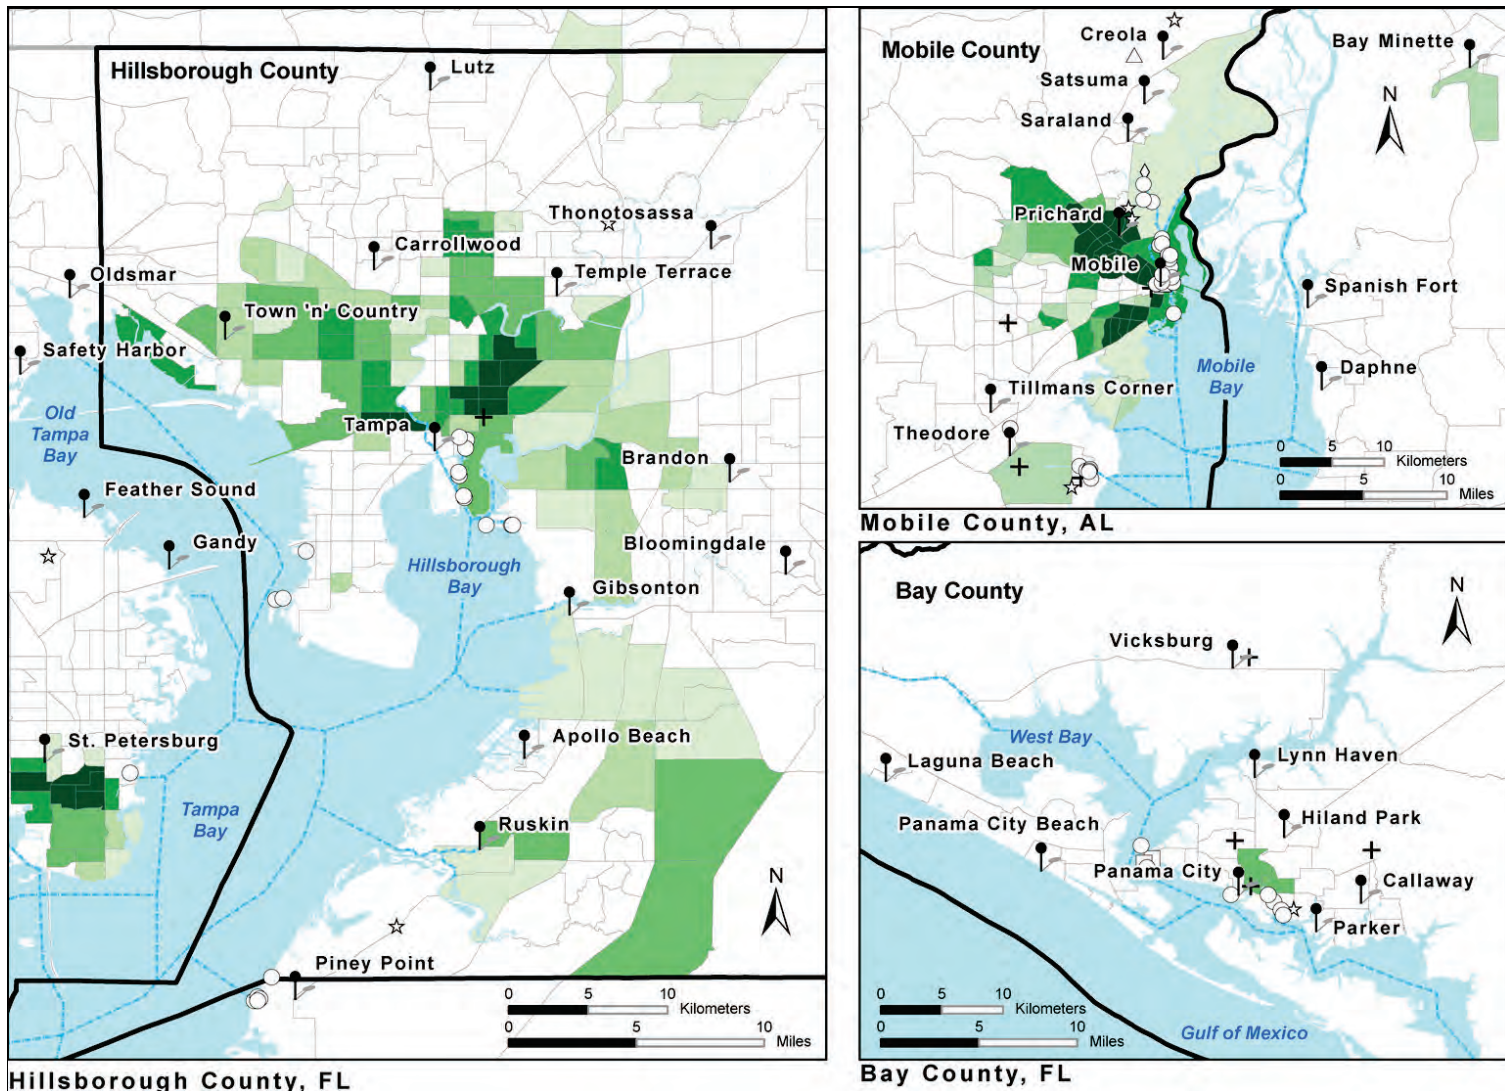 Hillsborough County
Lutz
Thonotosassa
Carrollwood
Oldsmar
Temple Terrace
Town 'n' Country
Safety Harbor
Old
Tampa
Bay
Tampa
Brandon
Feather Sound
Gandy
Hillsborough
Bay
Bloomingdale
Gibsonton
St. Petersburg
Apollo Beach
Tampa
Bay
Ruskin
N
Piney Point
0 5 10
Kilometers
0 5 10
Miles
Hillsborough County, FL
Mobile County
Creola
Bay Minette
Satsuma
N
Saraland
Prichard
Mobile
Spanish Fort
Mobile
Bay
Daphne
Tillmans Corner
Theodore
0 5 10
Kilometers
0 5 10
Miles
Mobile County, AL
Bay County
N
Vicksburg
West Bay
Lynn Haven
Laguna Beach
Panama City Beach
Hiland Park
Panama City
Callaway
Parker
0 5 10
Kilometers
0 5 10
Miles
Gulf of Mexico
Bay County, FL